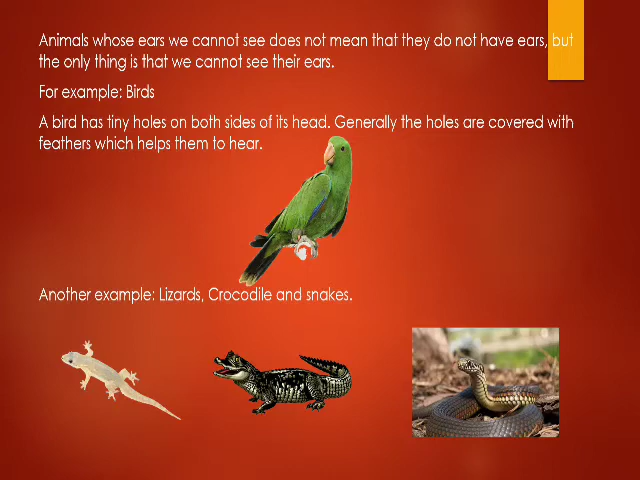 Animals whose ears we cannot see does not mean that they do not have ears, but
the only thing is that we cannot see their ears.
For example: Birds
A bird has tiny holes on both sides of its head. Generally the holes are covered with
feathers which helps them to hear.
Another example: Lizards, Crocodile and snakes.